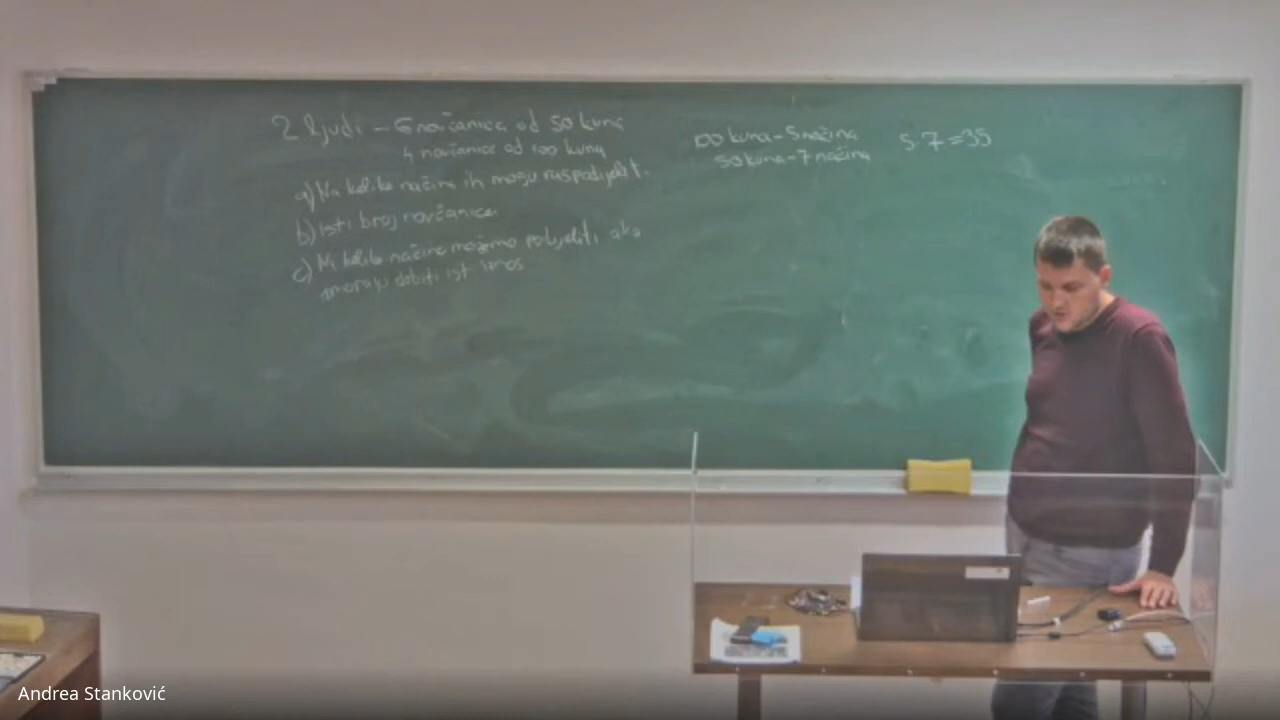 2 ljudi - 6 novčanica od 50 kuna
4 novčanice od 100 kuna
a) Na koliko načina ih mogu raspodijeliti.
b) isti broj novčanica
c) Na koliko načina možemo podijeliti ako
moraju dobiti ist iznos
100 kuna - 5 načina
50 kuna - 7 načina
5·7=35
Andrea Stanković